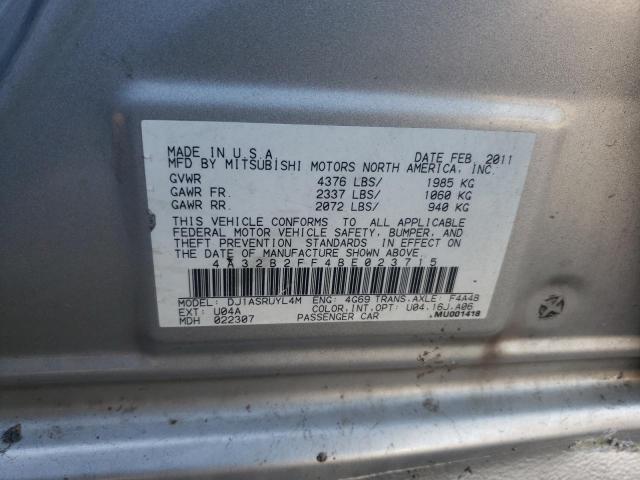 MADE IN U.S.A. DATE FEB. 2011
MFD BY MITSUBISHI MOTORS NORTH AMERICA, INC.
GVWR 4376 LBS/ 1985 KG
GAWR FR. 2337 LBS/ 1060 KG
GAWR RR. 2072 LBS/ 940 KG
THIS VEHICLE CONFORMS TO ALL APPLICABLE
FEDERAL MOTOR VEHICLE SAFETY, BUMPER, AND
THEFT PREVENTION STANDARDS IN EFFECT ON
THE DATE OF MANUFACTURE SHOWN ABOVE.
4A32B2FF4BE023715
MODEL: DJ1ASRUYL4M ENG: 4G69 TRANS.AXLE: F4A4B
EXT: U04A COLOR,INT,OPT: U04.16J.A06
MDH 022307 PASSENGER CAR MU001418